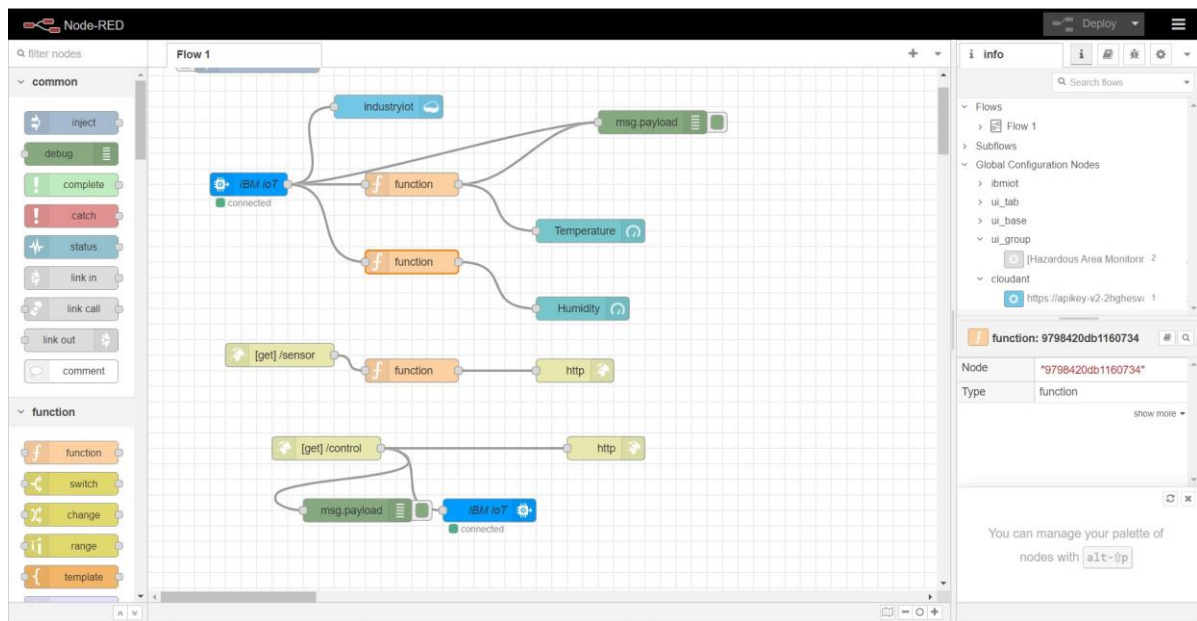 Node-RED
Deploy
filter nodes
common
inject
debug
complete
catch
status
link in
link call
link out
comment
function
function
switch
change
range
template
Flow 1
industryiot
msg.payload
IBM IoT
connected
function
Temperature
function
Humidity
[get] /sensor
function
http
[get] /control
http
msg.payload
IBM IoT
connected
i info
i
Search flows
Flows
Flow 1
Subflows
Global Configuration Nodes
ibmiot
ui_tab
ui_base
ui_group
[Hazardous Area Monitorir 2
cloudant
https://apikey-v2-2hghesv 1
function: 9798420db1160734
Node "9798420db1160734"
Type function
show more
You can manage your palette of
nodes with alt-⇧p